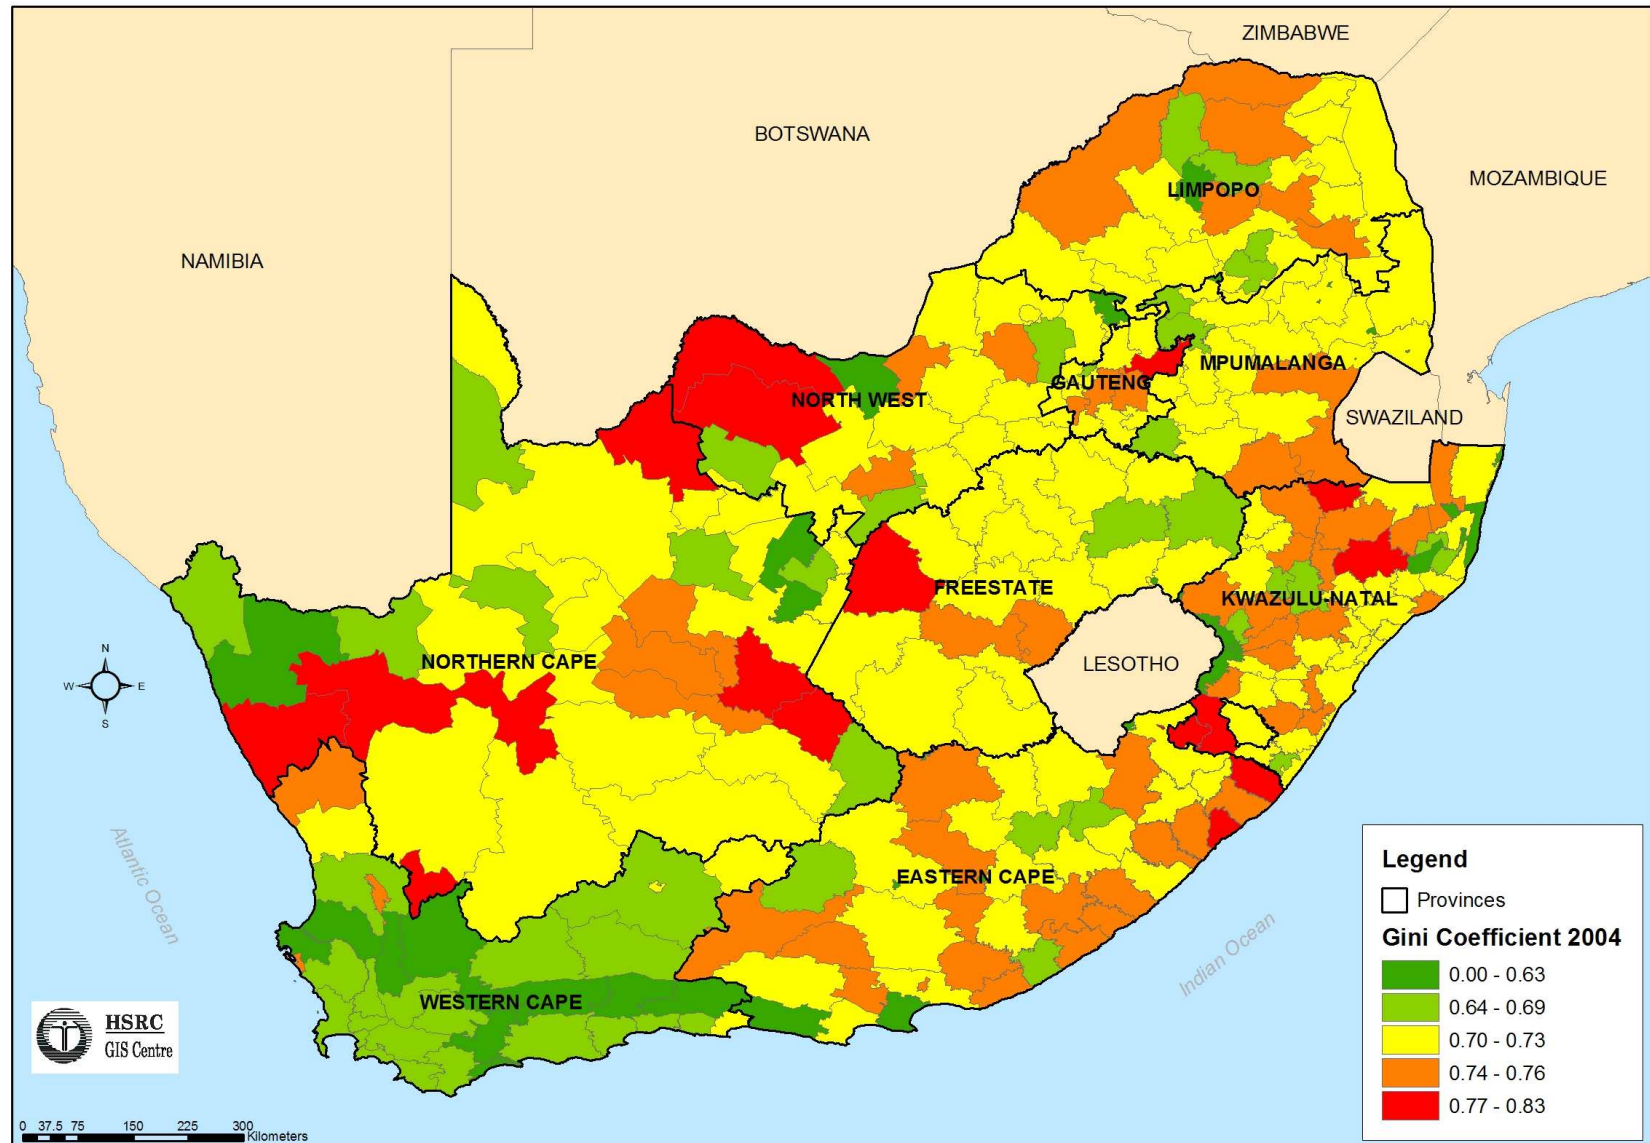 ZIMBABWE
BOTSWANA
MOZAMBIQUE
LIMPOPO
NAMIBIA
MPUMALANGA
GAUTENG
NORTH WEST
SWAZILAND
FREESTATE
KWAZULU-NATAL
N
W E
S
NORTHERN CAPE
LESOTHO
Atlantic Ocean
EASTERN CAPE
Indian Ocean
WESTERN CAPE
HSRC
GIS Centre
0 37.5 75 150 225 300
Kilometers
Legend
Provinces
Gini Coefficient 2004
0.00 - 0.63
0.64 - 0.69
0.70 - 0.73
0.74 - 0.76
0.77 - 0.83